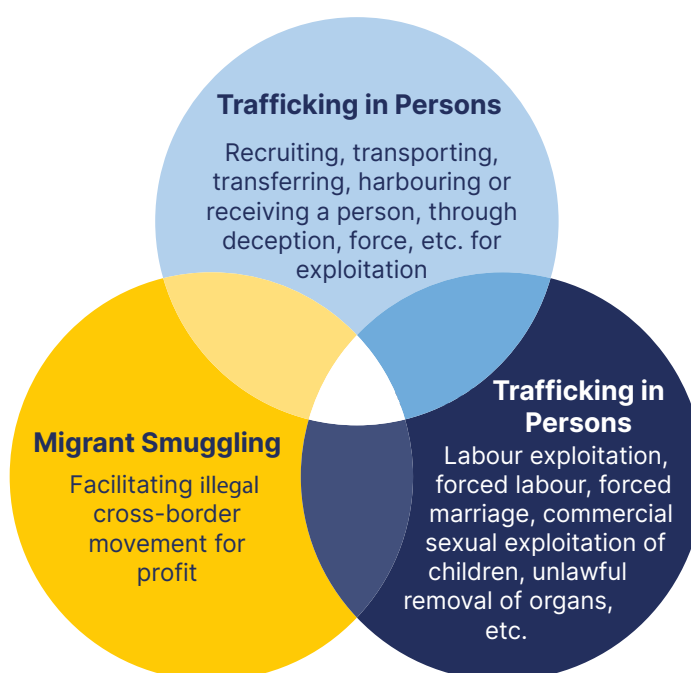 Trafficking in Persons
Recruiting, transporting,
transferring, harbouring or
receiving a person, through
deception, force, etc. for
exploitation
Migrant Smuggling
Facilitating illegal
cross-border
movement for
profit
Trafficking in
Persons
Labour exploitation,
forced labour, forced
marriage, commercial
sexual exploitation of
children, unlawful
removal of organs,
etc.